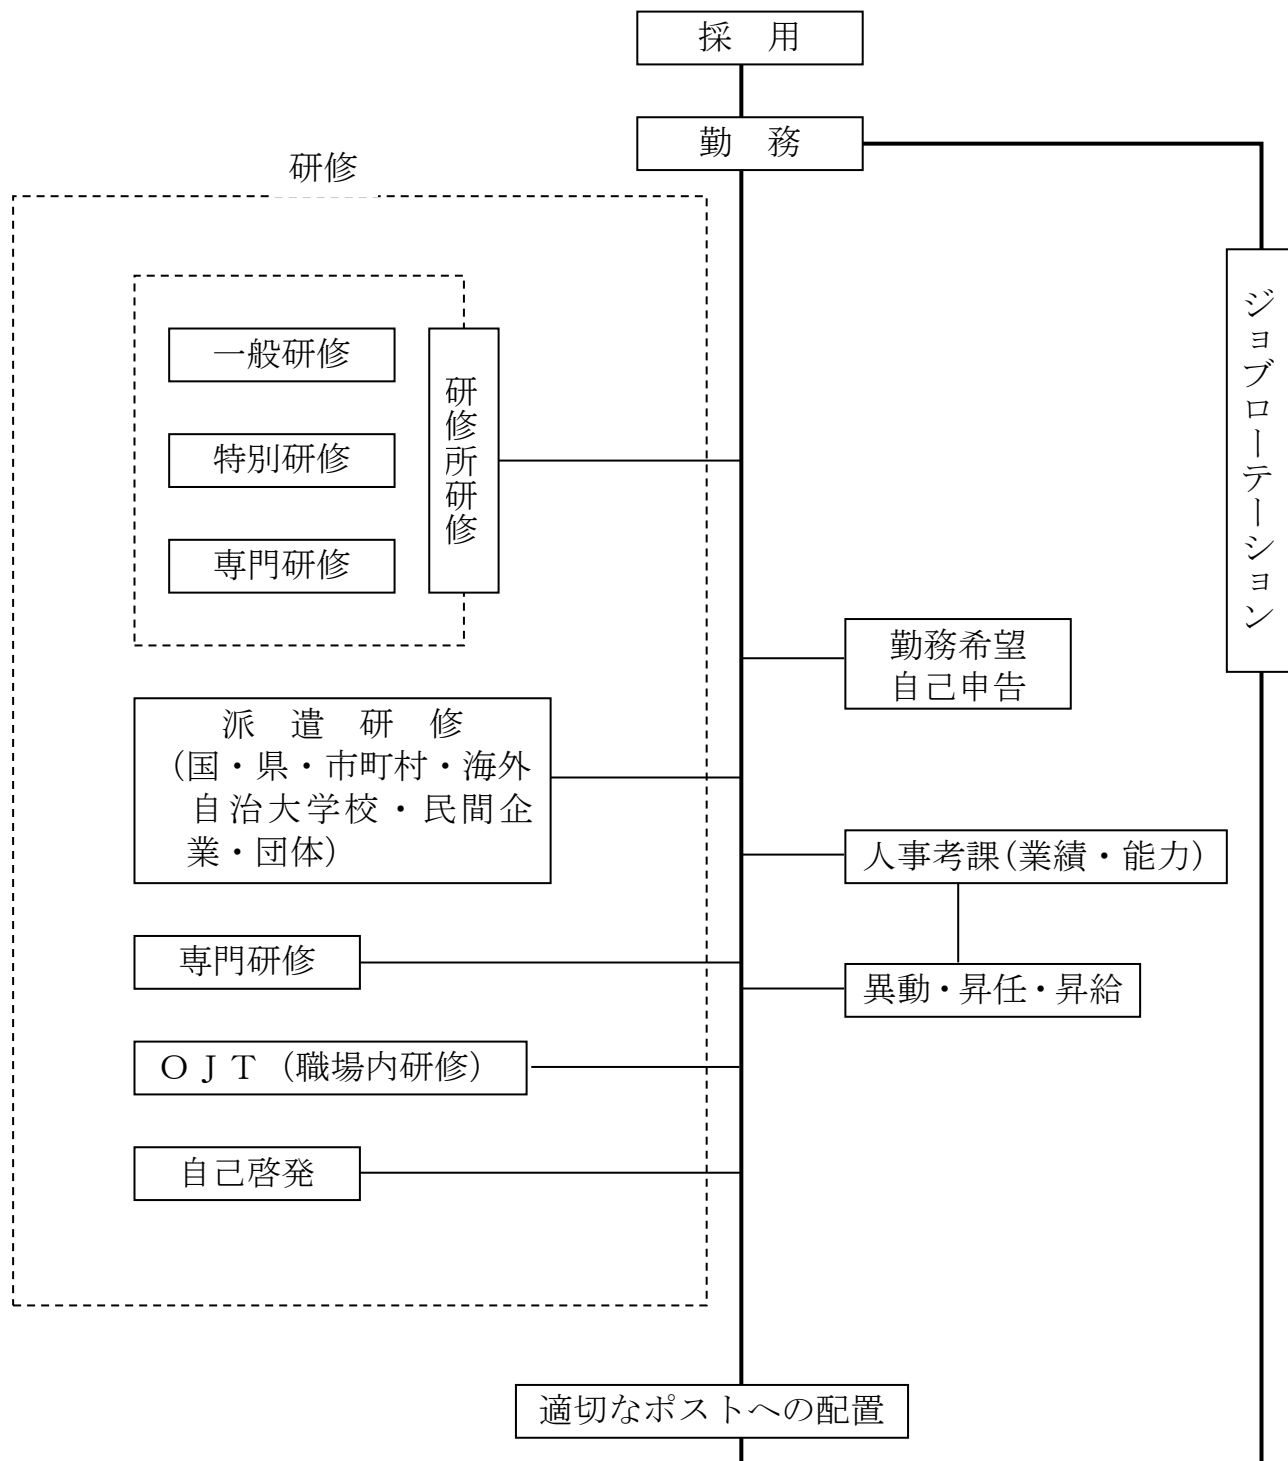 採　用
勤　務
研修
一般研修
特別研修
専門研修
研修所研修
ジョブローテーション
勤務希望
自己申告
派　遣　研　修
（国・県・市町村・海外
自治大学校・民間企
業・団体）
人事考課（業績・能力）
専門研修
異動・昇任・昇給
ＯＪＴ（職場内研修）
自己啓発
適切なポストへの配置